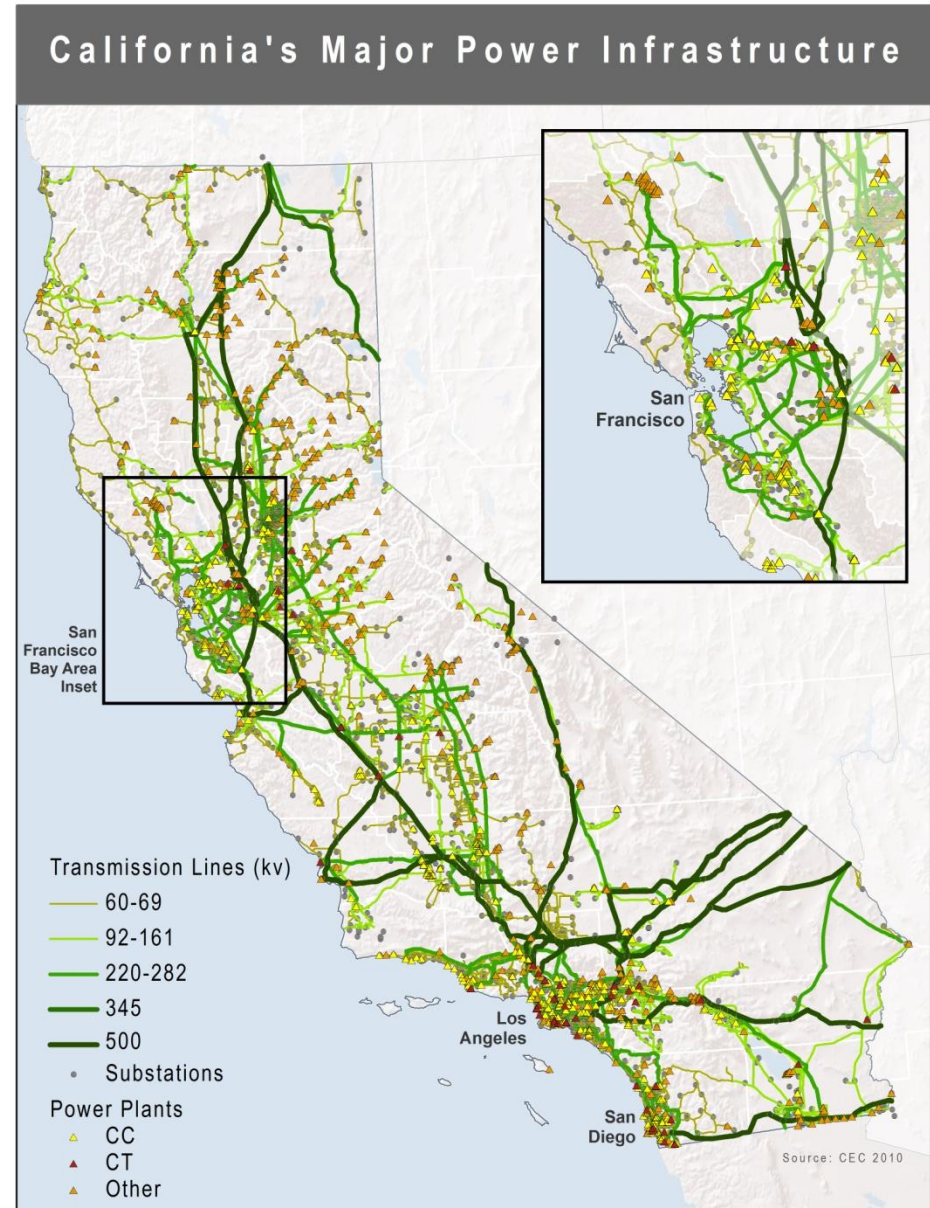 California's Major Power Infrastructure
San
Francisco
San
Francisco
Bay Area
Inset
Transmission Lines (kv)
60-69
92-161
220-282
345
500
Substations
Power Plants
CC
CT
Other
Los
Angeles
San
Diego
Source: CEC 2010